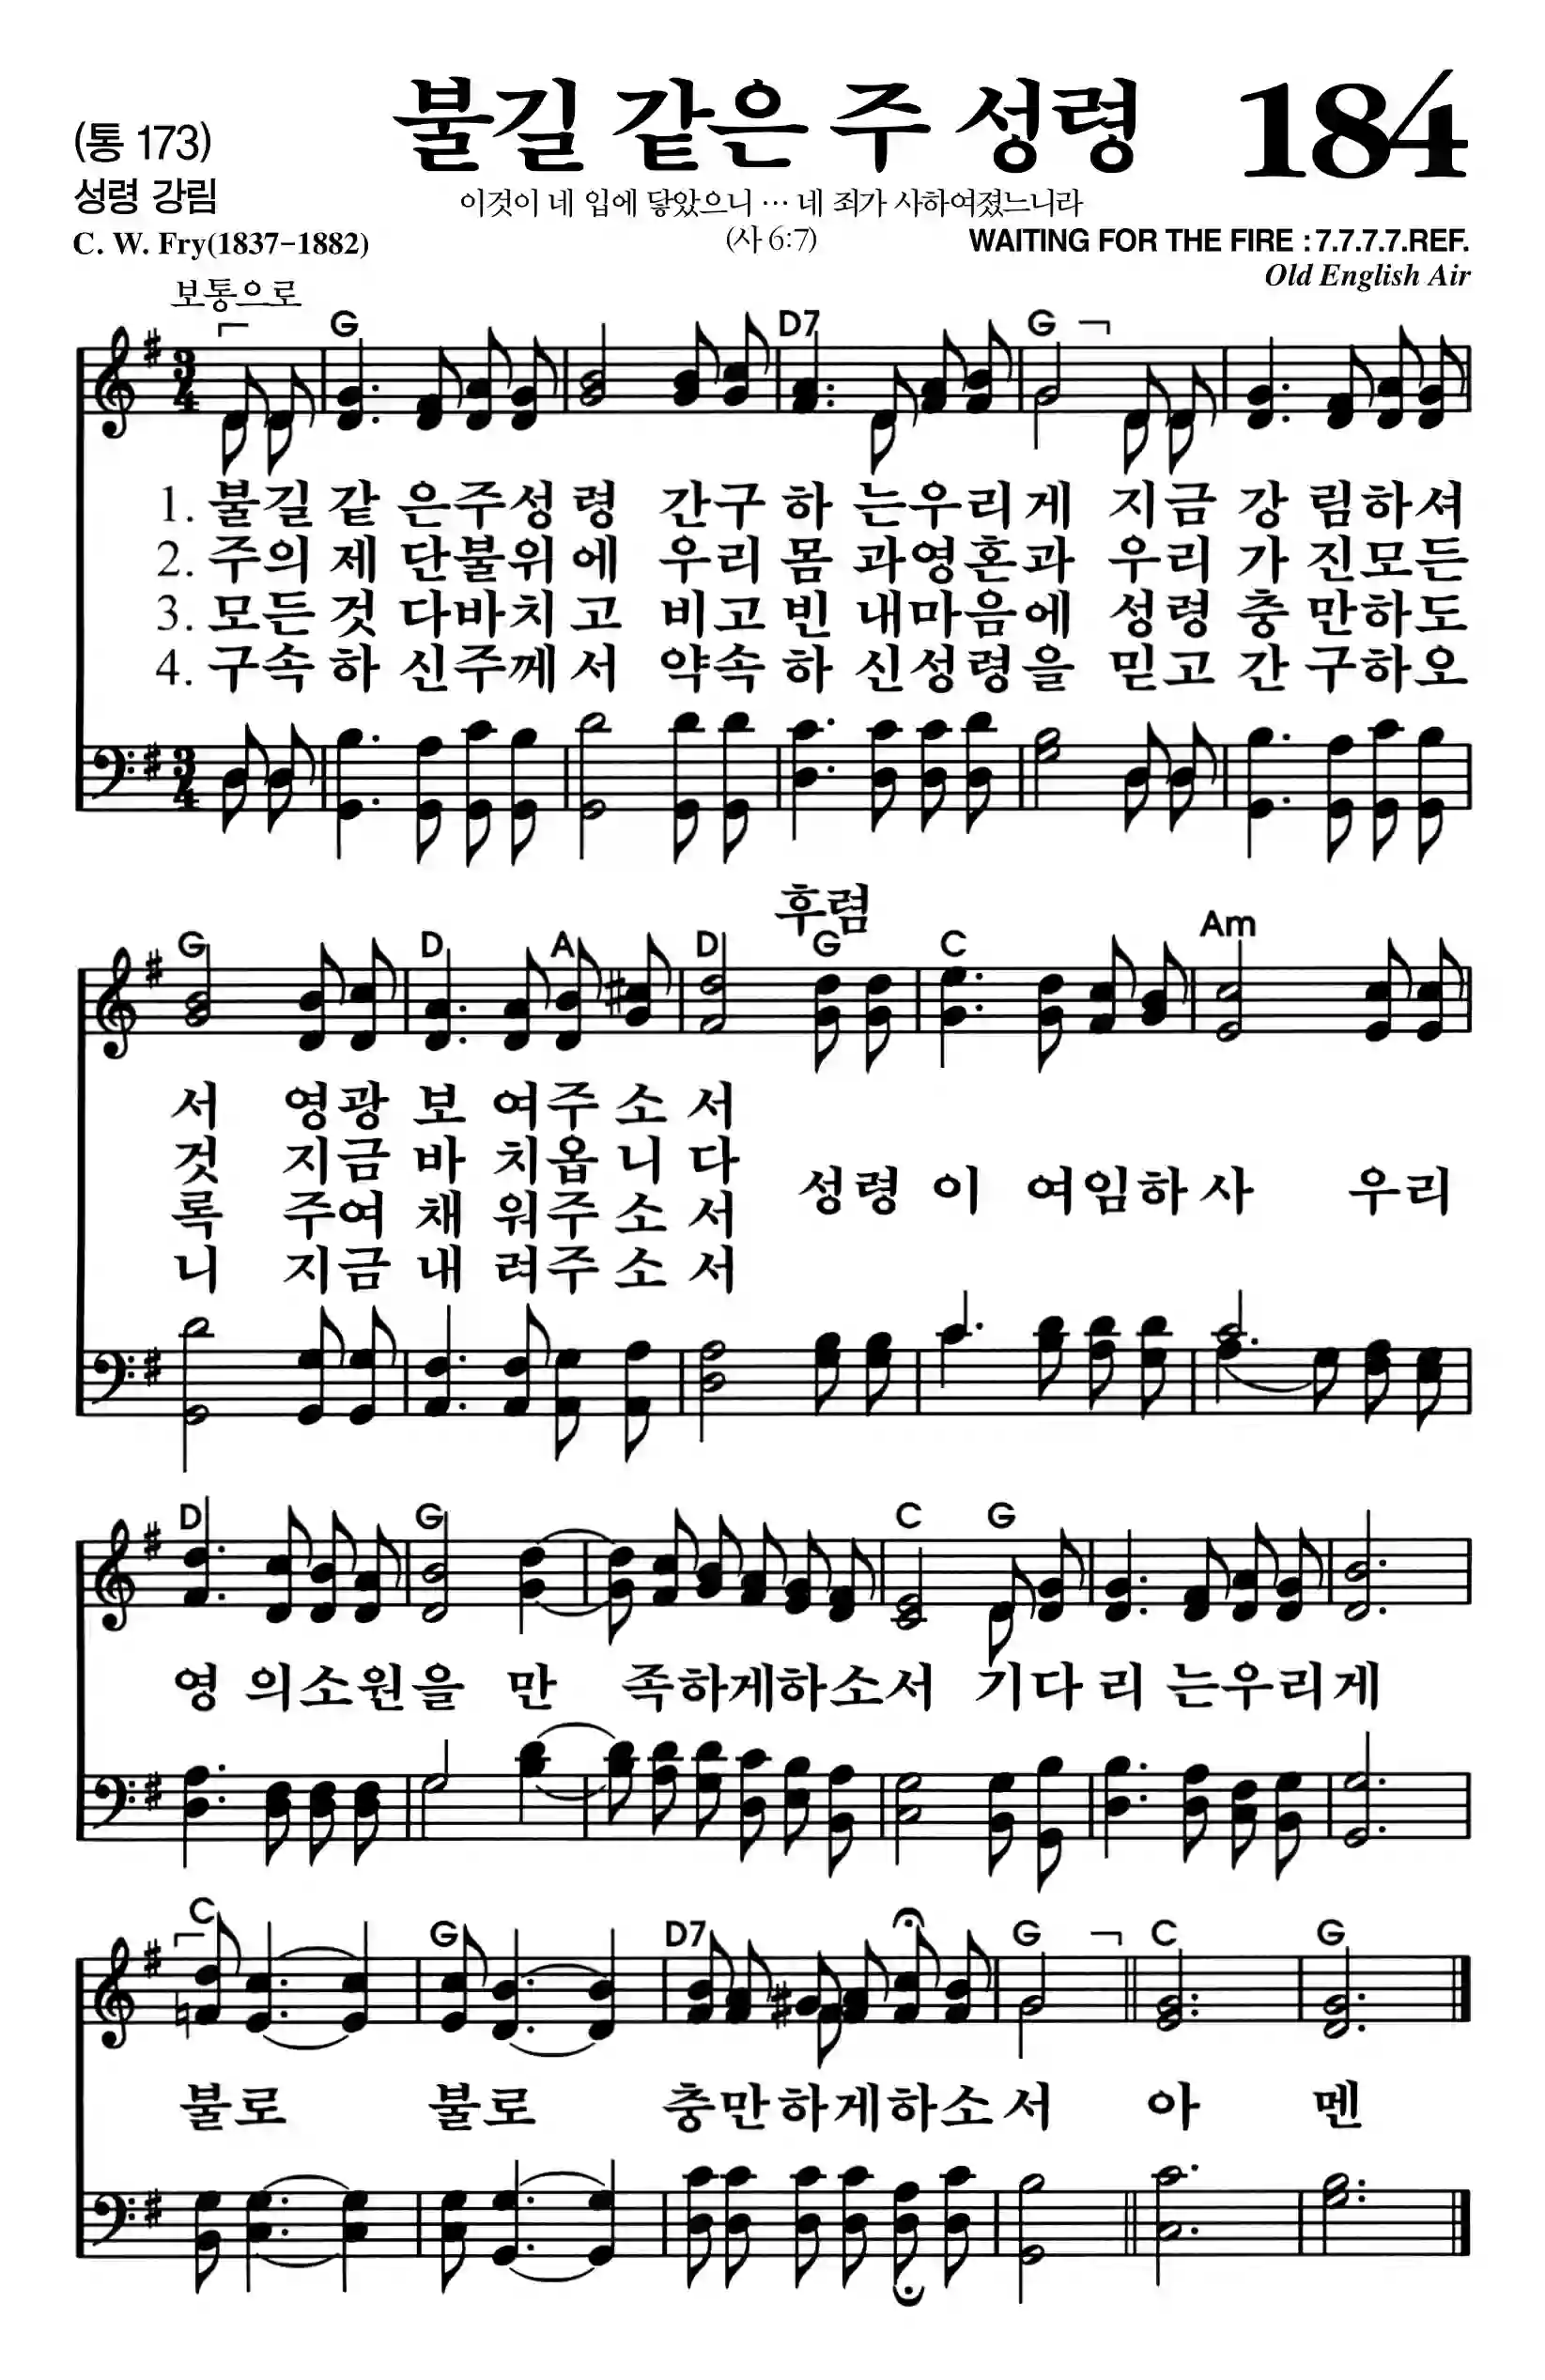 불길 같은 주 성령 184
(통 173)
성령 강림
이것이 네 입에 닿았으니 ··· 네 죄가 사하여졌느니라
C. W. Fry(1837-1882)
(사 6:7)
WAITING FOR THE FIRE : 7.7.7.7.REF.
Old English Air
보통으로
G D7 G
1. 불길 같 은주성 령 간구 하 는우리게 지금 강 림하셔
2. 주의 제 단불위 에 우리 몸 과영혼과 우리 가 진모든
3. 모든 것 다바치 고 비고 빈 내마음에 성령 충 만하도
4. 구속 하 신주께 서 약속 하 신성령을 믿고 간 구하오
후렴
G D A D G C Am
서 영광 보 여주 소 서
것 지금 바 치옵 니 다
성령 이 여임하 사 우리
록 주여 채 워주 소 서
니 지금 내 려주 소 서
D G C G
영 의소원을 만 족하게하소서 기다 리 는우리게
C G D7 G C G
불로 불로 충만하게하소서 아 멘